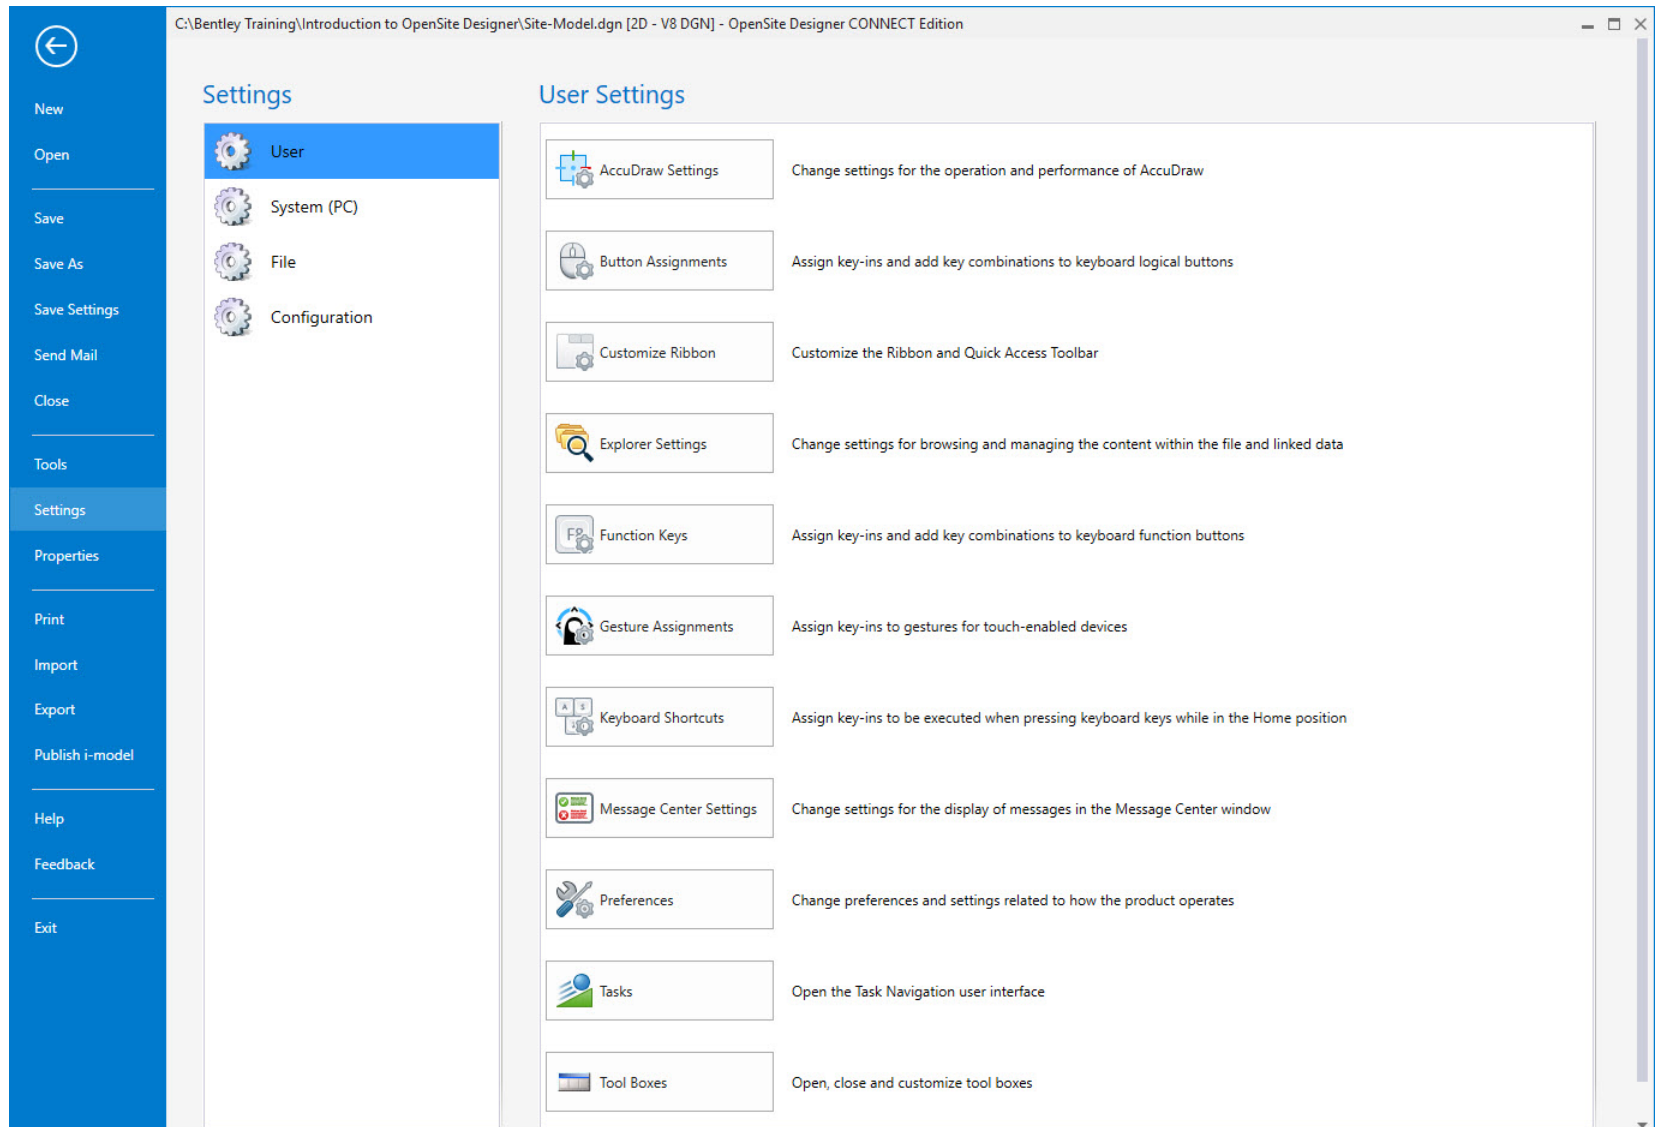 C:\Bentley Training\Introduction to OpenSite Designer\Site-Model.dgn [2D - V8 DGN] - OpenSite Designer CONNECT Edition
New
Open
Save
Save As
Save Settings
Send Mail
Close
Tools
Settings
Properties
Print
Import
Export
Publish i-model
Help
Feedback
Exit
Settings
User
System (PC)
File
Configuration
User Settings
AccuDraw Settings Change settings for the operation and performance of AccuDraw
Button Assignments Assign key-ins and add key combinations to keyboard logical buttons
Customize Ribbon Customize the Ribbon and Quick Access Toolbar
Explorer Settings Change settings for browsing and managing the content within the file and linked data
Function Keys Assign key-ins and add key combinations to keyboard function buttons
Gesture Assignments Assign key-ins to gestures for touch-enabled devices
Keyboard Shortcuts Assign key-ins to be executed when pressing keyboard keys while in the Home position
Message Center Settings Change settings for the display of messages in the Message Center window
Preferences Change preferences and settings related to how the product operates
Tasks Open the Task Navigation user interface
Tool Boxes Open, close and customize tool boxes